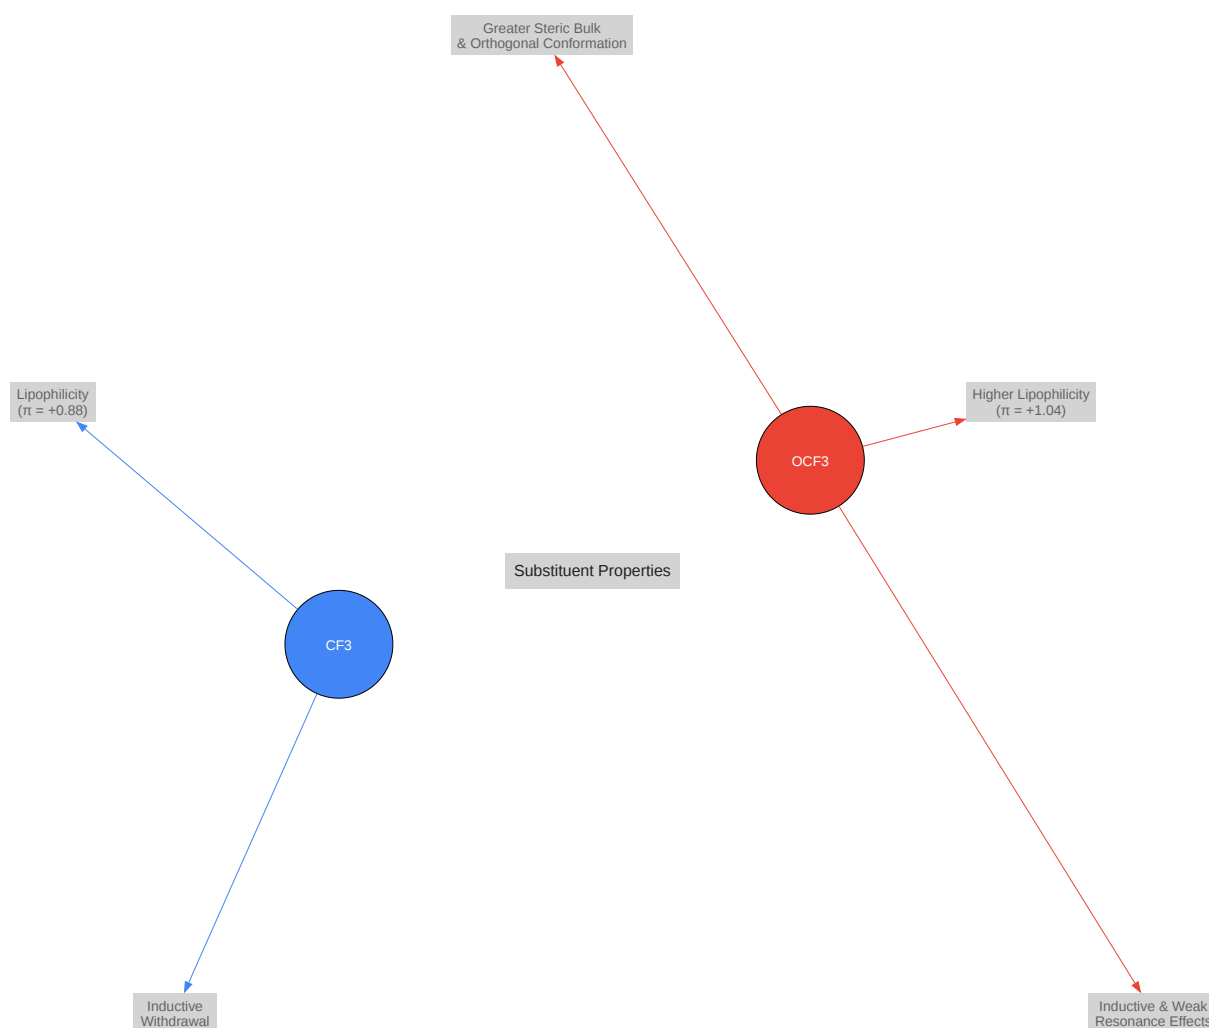 Greater Steric Bulk
& Orthogonal Conformation
Lipophilicity
(π = +0.88)
Higher Lipophilicity
(π = +1.04)
OCF3
Substituent Properties
CF3
Inductive
Withdrawal
Inductive & Weak
Resonance Effects